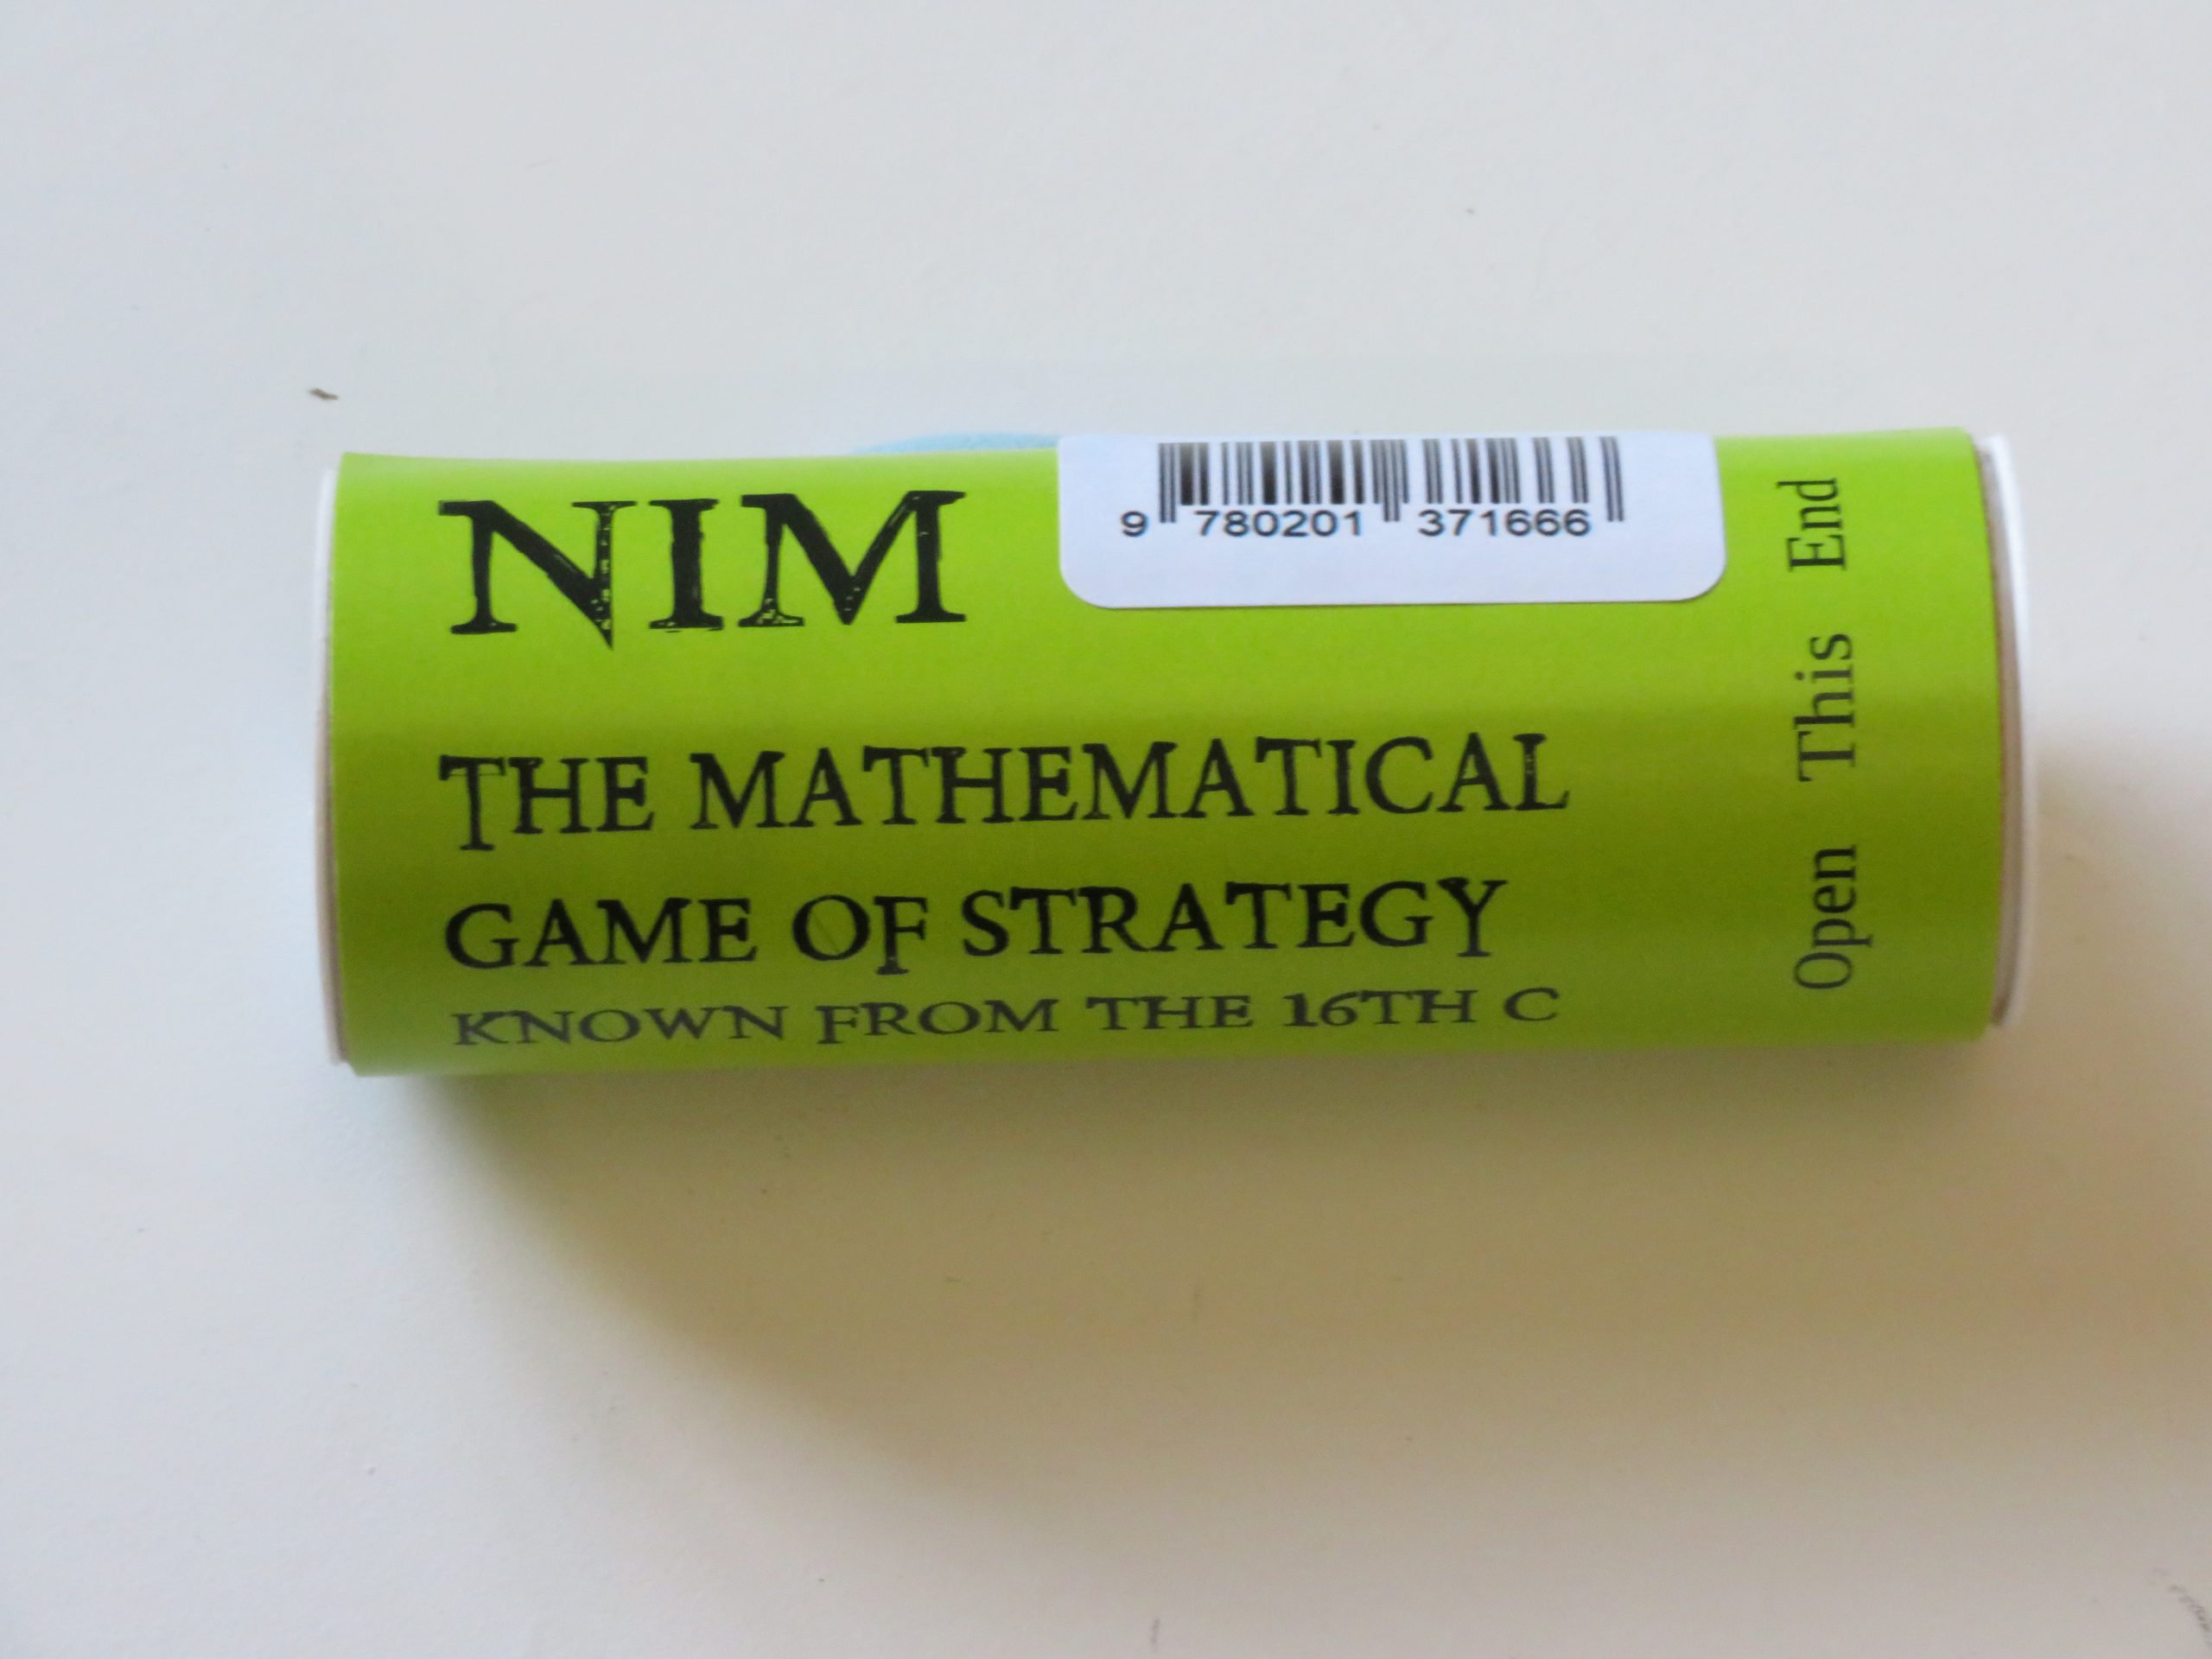 NIM
9 780201 371666
THE MATHEMATICAL
GAME OF STRATEGY
KNOWN FROM THE 16TH C
Open This End